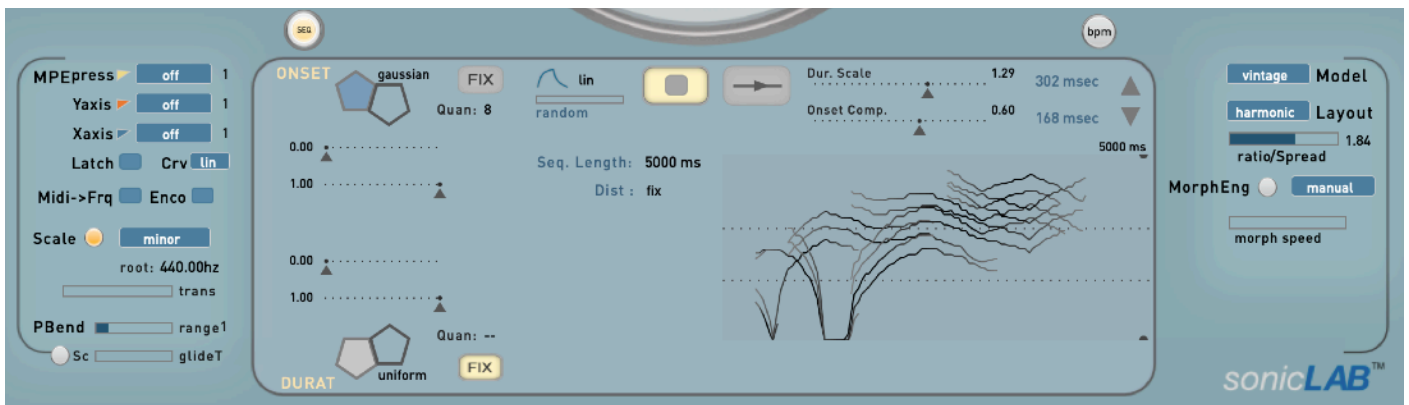 SEQ
bpm
MPEpress off 1
Yaxis off 1
Xaxis off 1
Latch Crv lin
Midi->Frq Enco
Scale minor
root: 440.00hz
trans
PBend range1
Sc glideT
ONSET
gaussian
FIX
Quan: 8
0.00
1.00
0.00
1.00
Quan: --
uniform
FIX
DURAT
lin
random
Dur. Scale 1.29
302 msec
Onset Comp. 0.60
168 msec
Seq. Length: 5000 ms
Dist : fix
5000 ms
vintage Model
harmonic Layout
1.84
ratio/Spread
MorphEng manual
morph speed
sonicLAB™